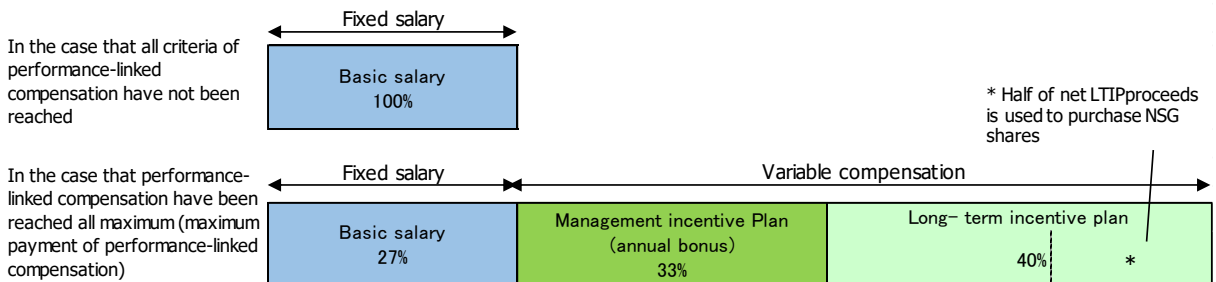 Fixed salary
In the case that all criteria of
performance-linked
compensation have not been
reached
Basic salary
100%
* Half of net LTIPproceeds
is used to purchase NSG
shares
In the case that performance-
linked compensation have been
reached all maximum (maximum
payment of performance-linked
compensation)
Fixed salary
Variable compensation
Basic salary
27%
Management incentive Plan
(annual bonus)
33%
Long- term incentive plan
40%
*